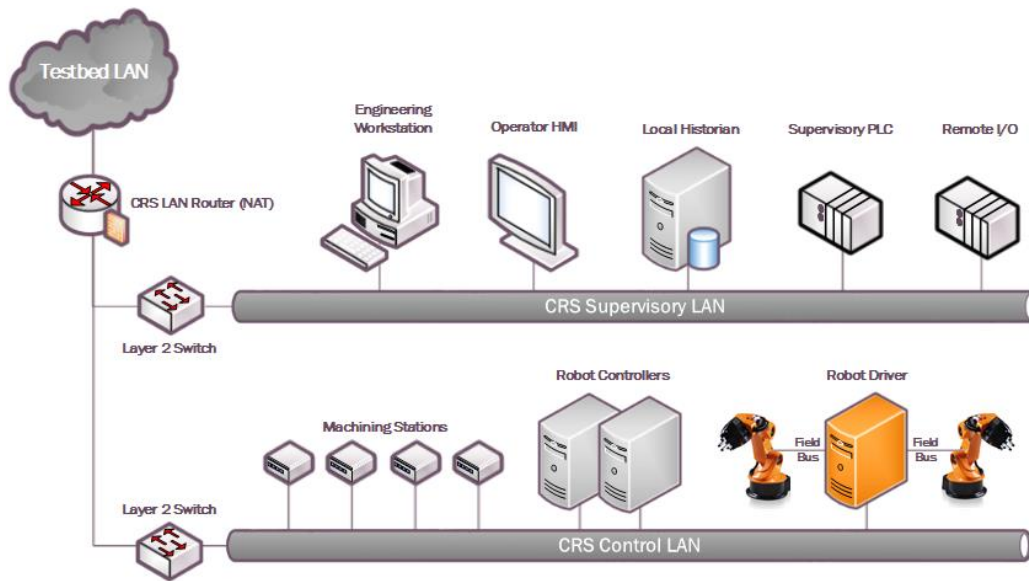 Testbed LAN
Engineering
Workstation
Operator HMI
Local Historian
Supervisory PLC
Remote I/O
CRS LAN Router (NAT)
CRS Supervisory LAN
Layer 2 Switch
Robot Controllers
Robot Driver
Machining Stations
Field
Bus
Field
Bus
Layer 2 Switch
CRS Control LAN